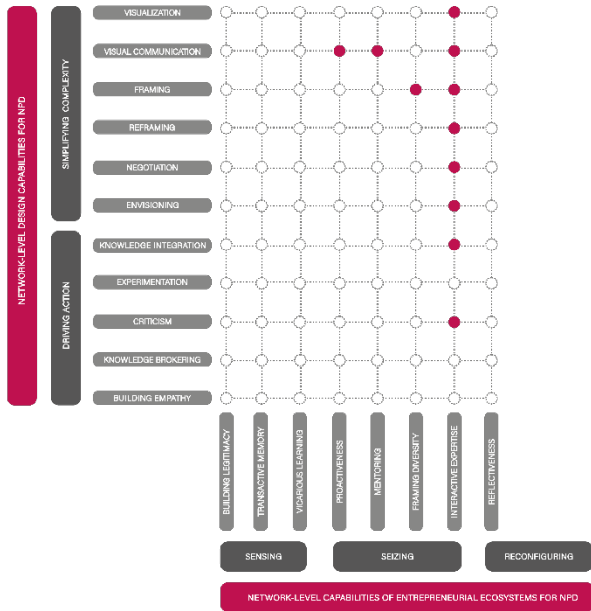 NETWORK-LEVEL DESIGN CAPABILITIES FOR NPD
SIMPLIFYING COMPLEXITY
DRIVING ACTION
VISUALIZATION
VISUAL COMMUNICATION
FRAMING
REFRAMING
NEGOTIATION
ENVISIONING
KNOWLEDGE INTEGRATION
EXPERIMENTATION
CRITICISM
KNOWLEDGE BROKERING
BUILDING EMPATHY
BUILDING LEGITIMACY
TRANSACTIVE MEMORY
VICARIOUS LEARNING
PROACTIVENESS
MENTORING
FRAMING DIVERSITY
INTERACTIVE EXPERTISE
REFLECTIVENESS
SENSING
SEIZING
RECONFIGURING
NETWORK-LEVEL CAPABILITIES OF ENTREPRENEURIAL ECOSYSTEMS FOR NPD